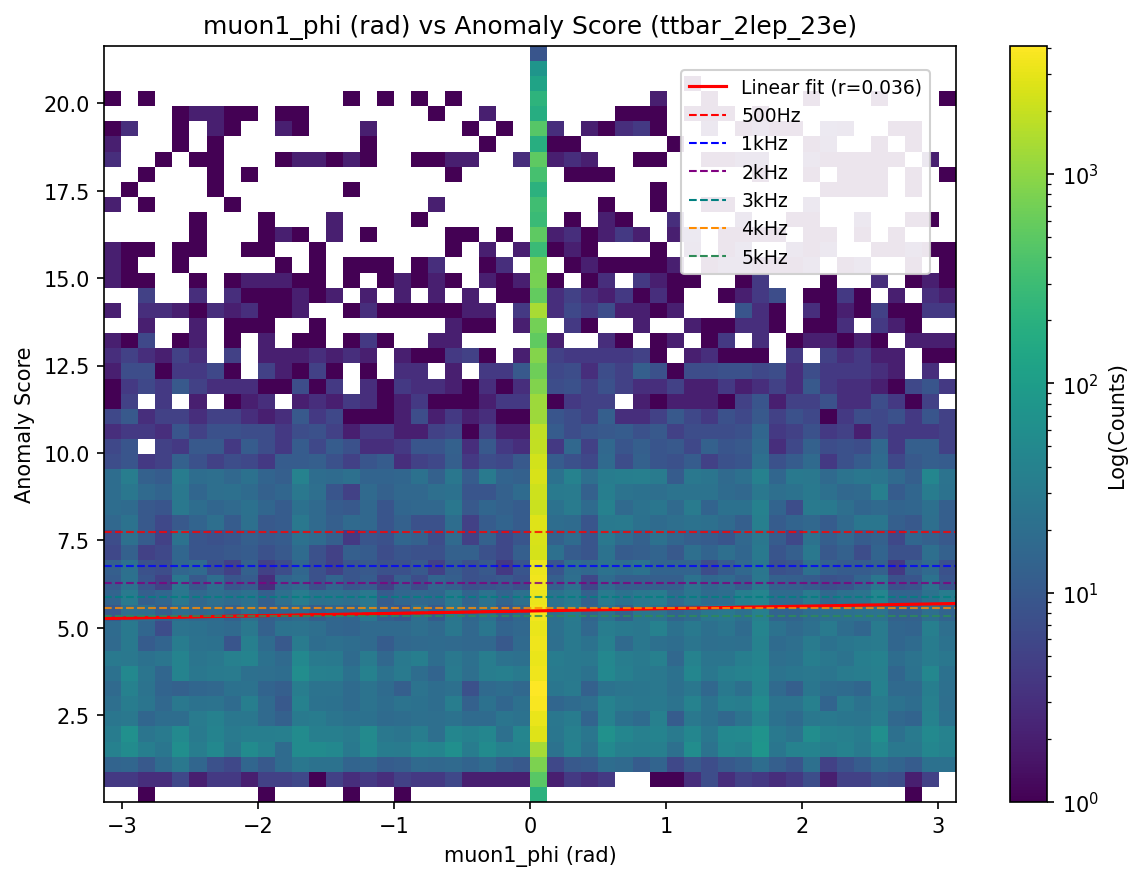 muon1_phi (rad) vs Anomaly Score (ttbar_2lep_23e)
Linear fit (r=0.036)
500Hz
1kHz
2kHz
3kHz
4kHz
5kHz
20.0
17.5
15.0
12.5
10.0
7.5
5.0
2.5
Anomaly Score
−3
−2
−1
0
1
2
3
muon1_phi (rad)
10³
10²
10¹
10⁰
Log(Counts)